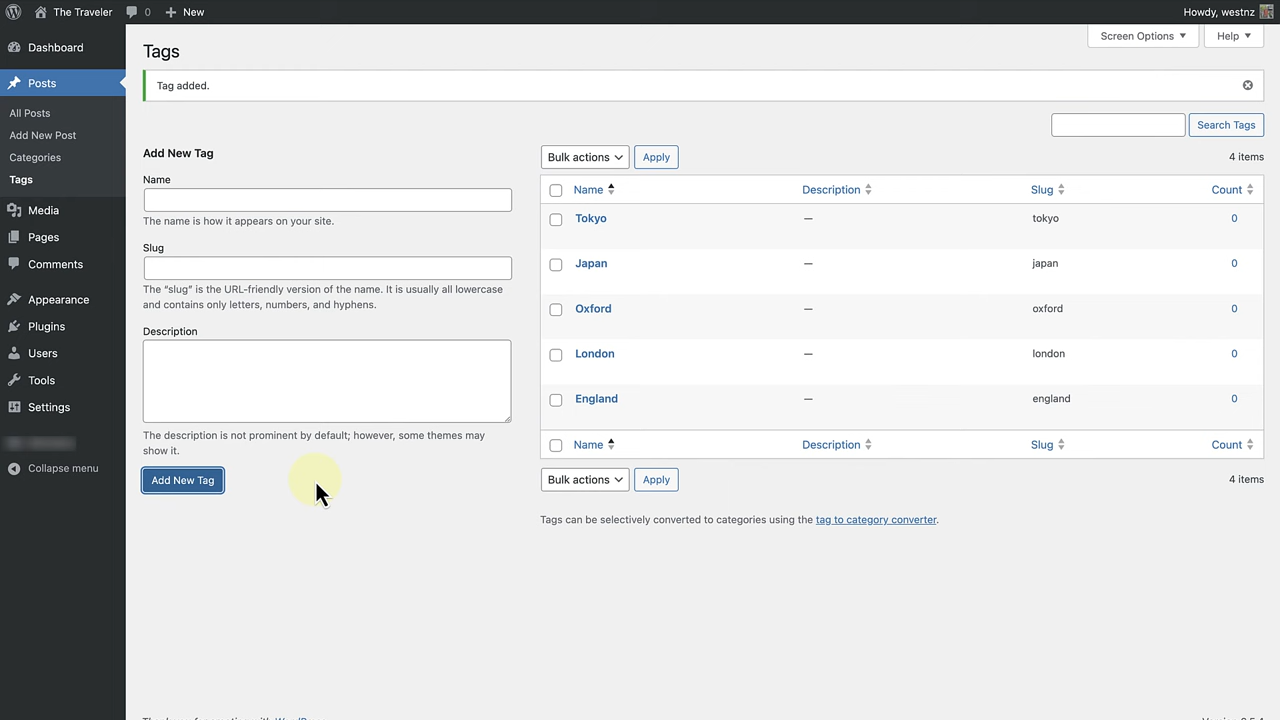 The Traveler
0
New
Howdy, westnz
Dashboard
Posts
All Posts
Add New Post
Categories
Tags
Media
Pages
Comments
Appearance
Plugins
Users
Tools
Settings
Collapse menu
Screen Options
Help
Tags
Tag added.
Search Tags
Add New Tag
Name
The name is how it appears on your site.
Slug
The “slug” is the URL-friendly version of the name. It is usually all lowercase
and contains only letters, numbers, and hyphens.
Description
The description is not prominent by default; however, some themes may
show it.
Add New Tag
Bulk actions Apply 4 items
Name Description Slug Count
Tokyo — tokyo 0
Japan — japan 0
Oxford — oxford 0
London — london 0
England — england 0
Name Description Slug Count
Bulk actions Apply 4 items
Tags can be selectively converted to categories using the tag to category converter.